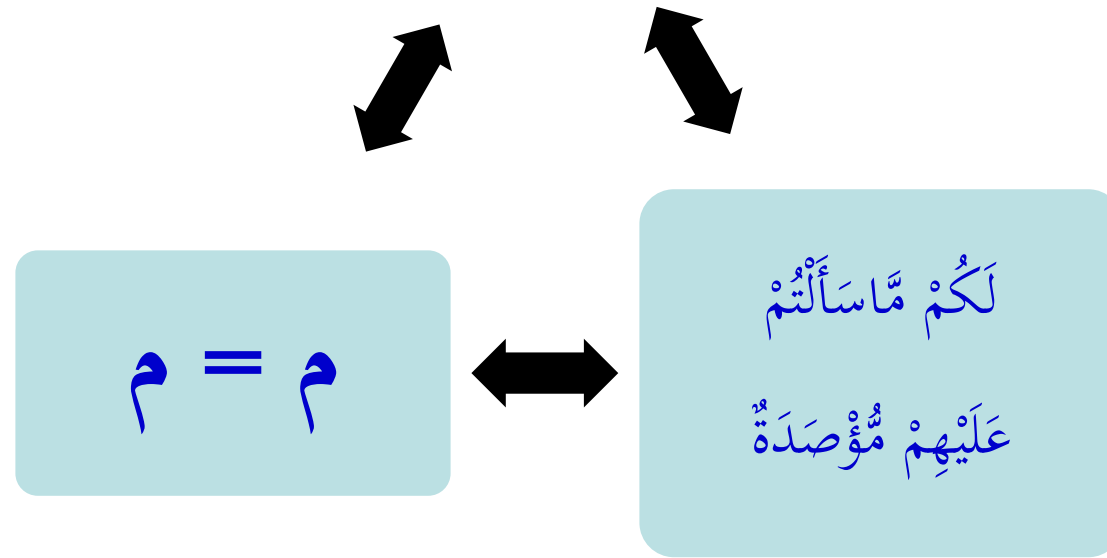 م = م
لَكُمْ مَّاسَأَلْتُمْ
عَلَيْهِمْ مُّؤْصَدَةٌ